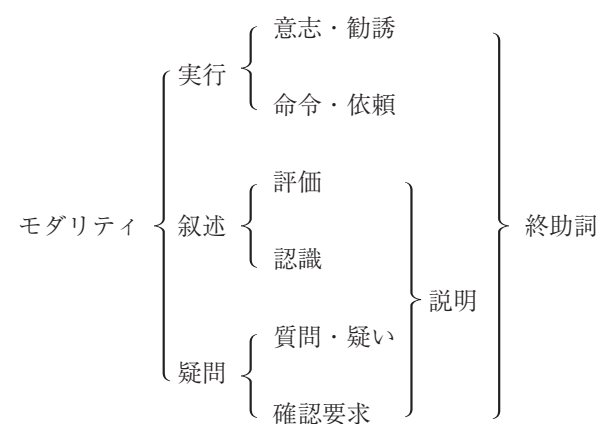 意志・勧誘
実行
命令・依頼
評価
モダリティ 叙述 終助詞
認識
説明
質問・疑い
疑問
確認要求